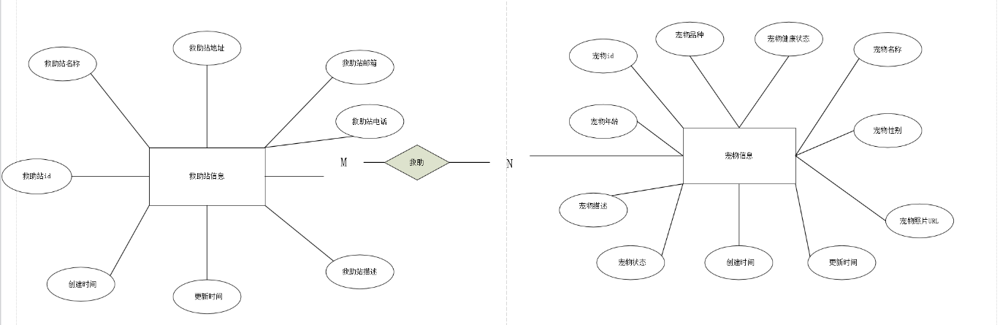 救助站名称
救助站地址
救助站邮箱
救助站电话
救助站id
救助站信息
创建时间
更新时间
救助站描述
M
救助
N
宠物id
宠物品种
宠物健康状态
宠物名称
宠物年龄
宠物性别
宠物信息
宠物描述
宠物照片URL
宠物状态
创建时间
更新时间